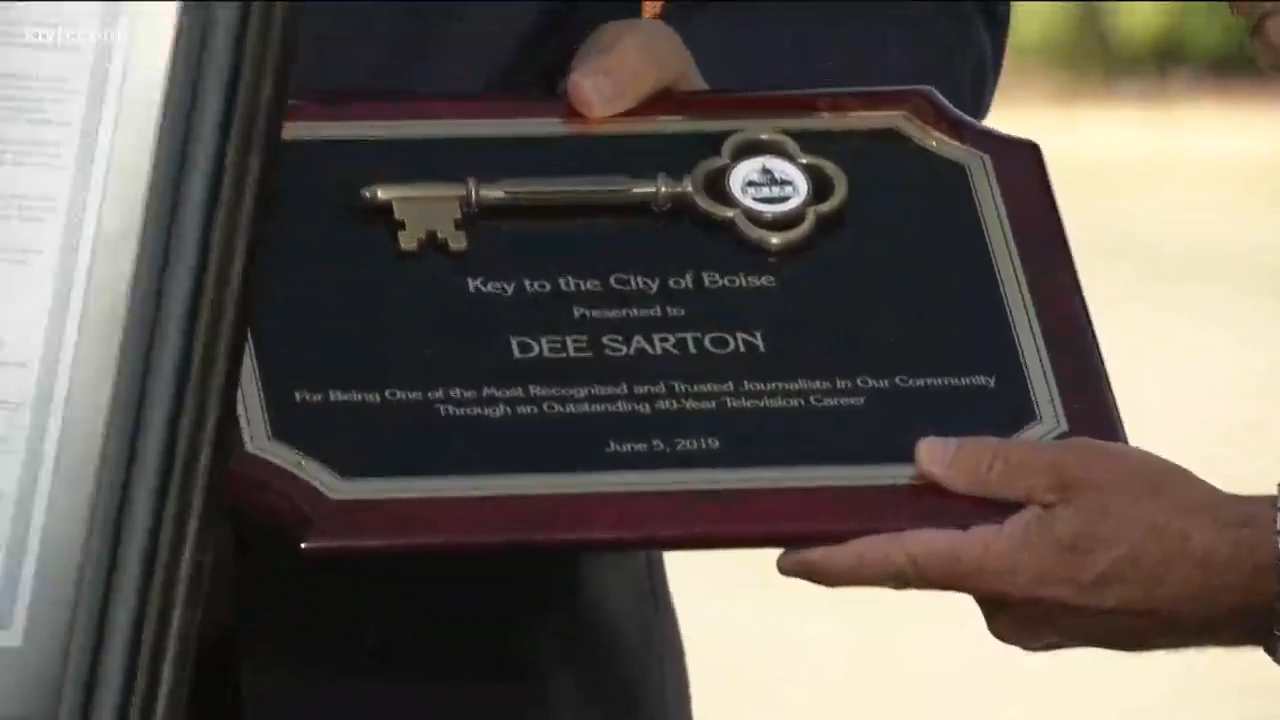 Key to the City of Boise
Presented to
DEE SARTON
For Being One of the Most Recognized and Trusted Journalists in Our Community
Through an Outstanding 40-Year Television Career
June 5, 2019